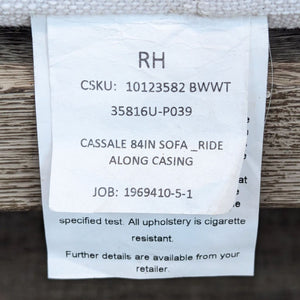 RH
CSKU: 10123582 BWWT
35816U-P039
CASSALE 84IN SOFA _RIDE
ALONG CASING
JOB: 1969410-5-1
specified test. All upholstery is cigarette
resistant.
Further details are available from your
retailer.